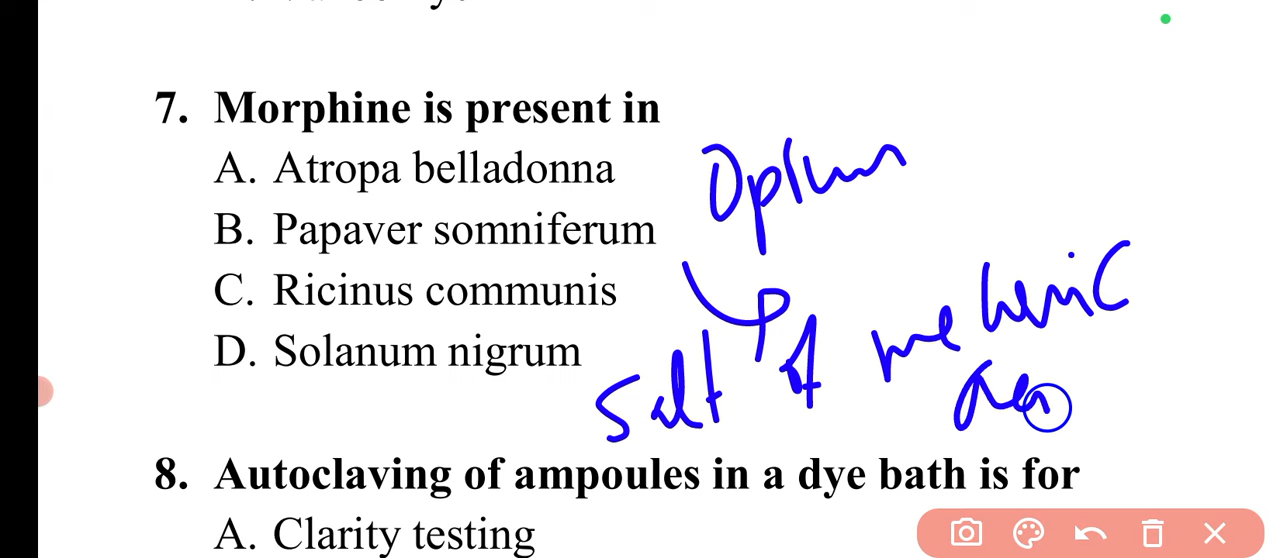 7. Morphine is present in
A. Atropa belladonna
B. Papaver somniferum
C. Ricinus communis
D. Solanum nigrum
Opium
Salt of
8. Autoclaving of ampoules in a dye bath is for
A. Clarity testing